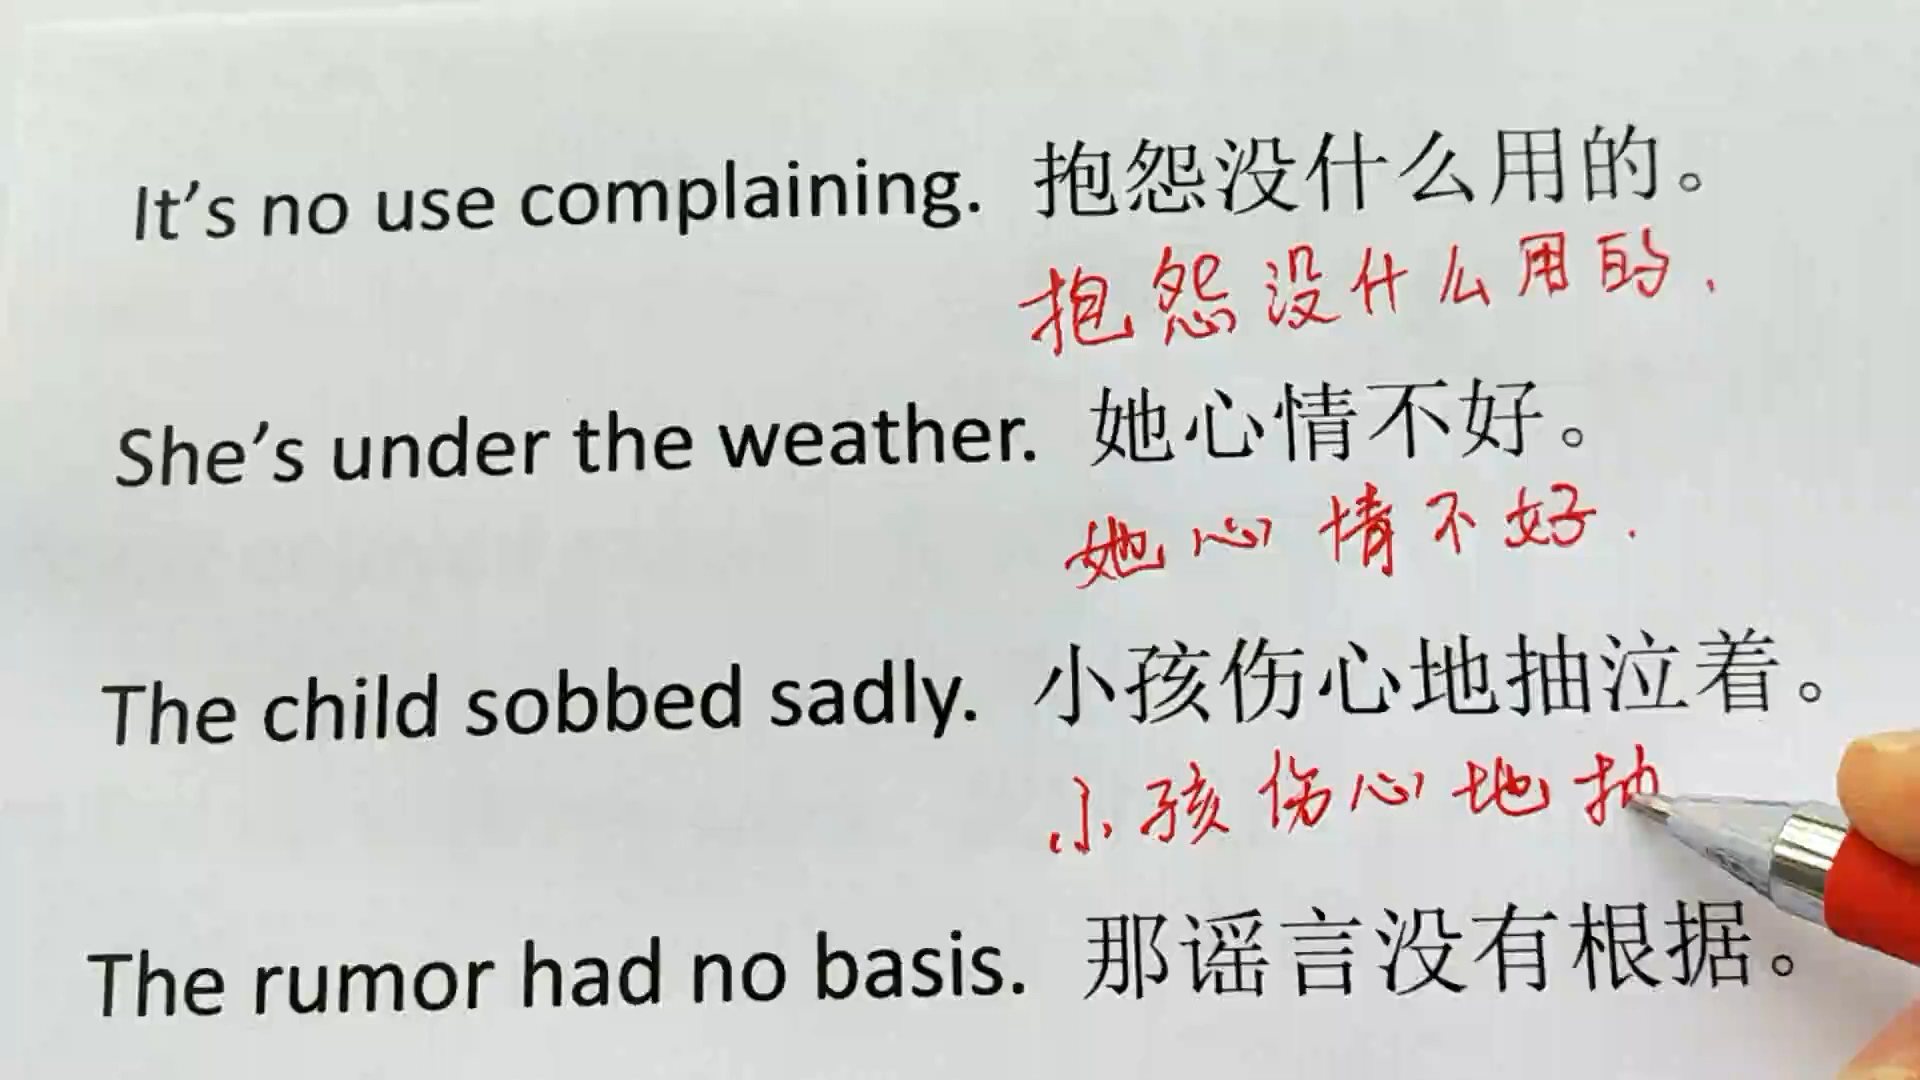 It's no use complaining. 抱怨没什么用的。
抱怨没什么用的.
She's under the weather. 她心情不好。
她心情不好.
The child sobbed sadly. 小孩伤心地抽泣着。
小孩伤心地抽
The rumor had no basis. 那谣言没有根据。